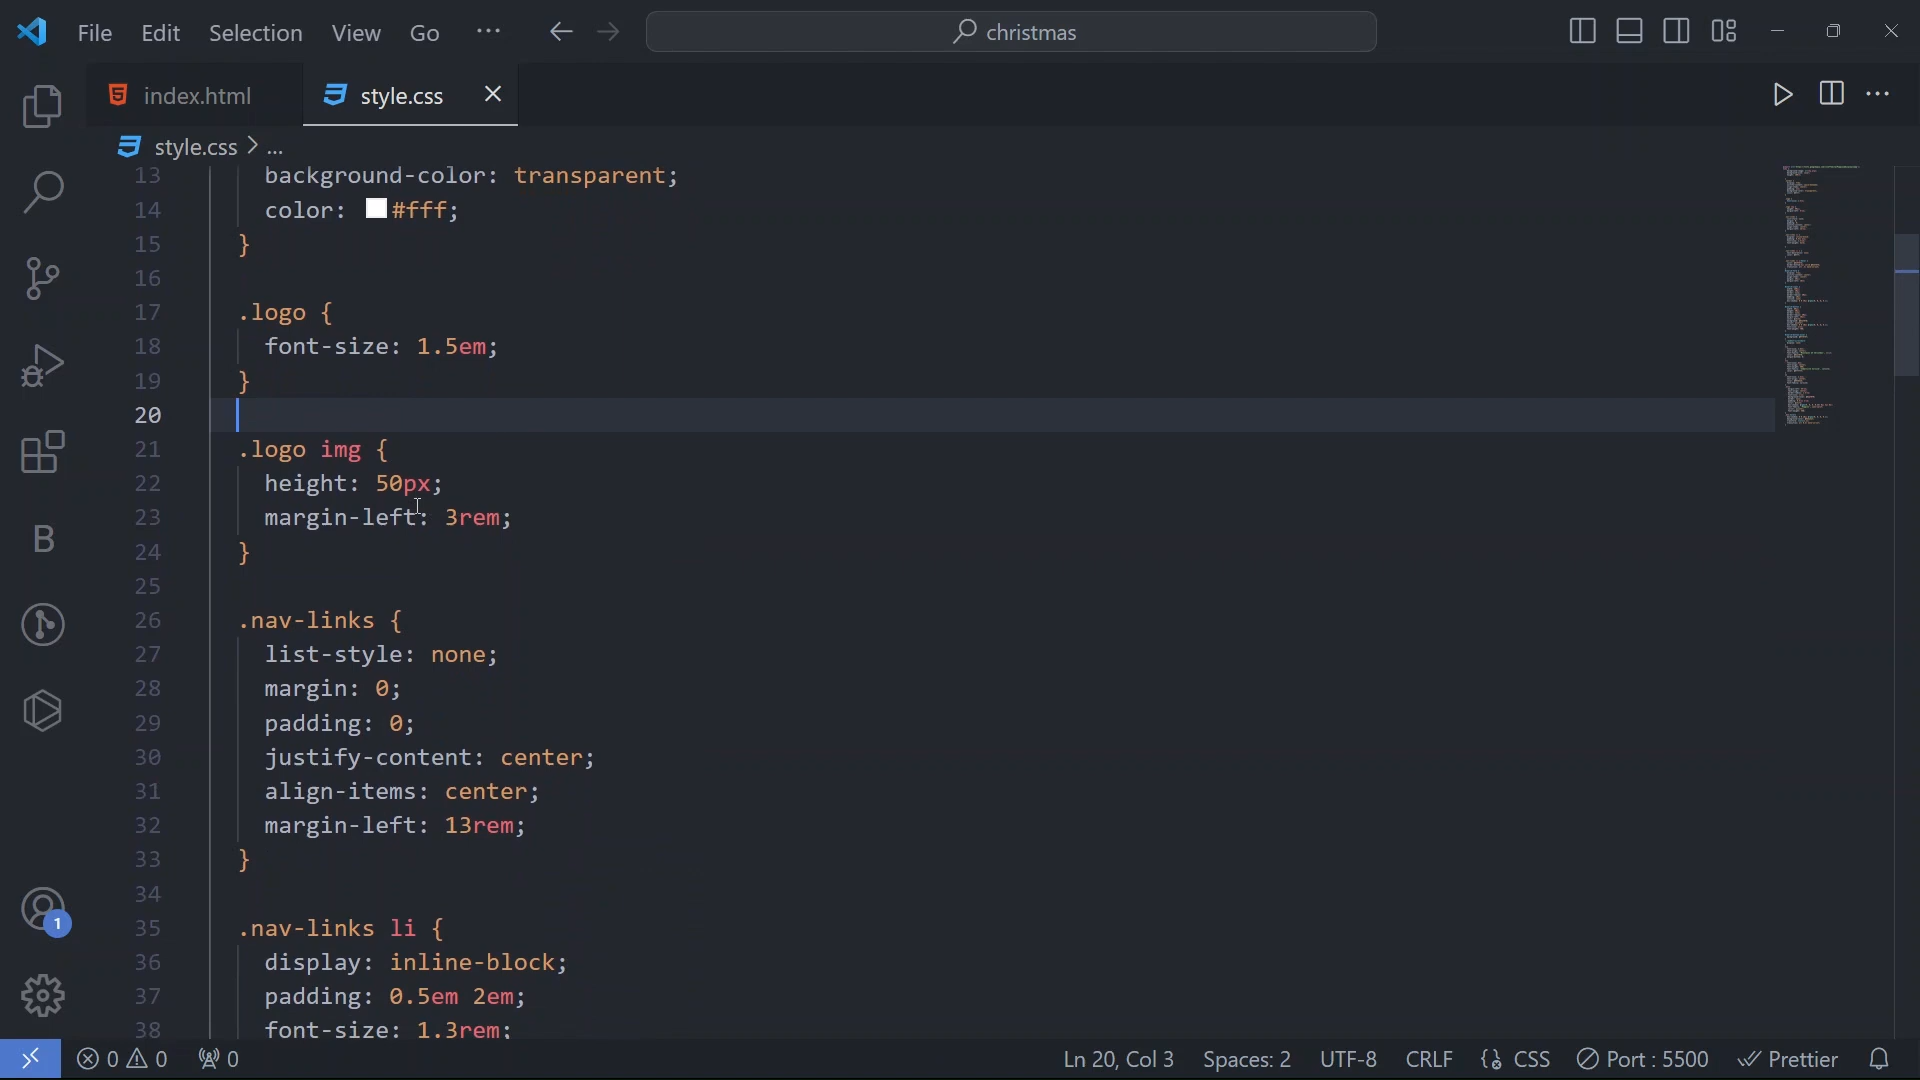 File Edit Selection View Go ··· christmas
index.html style.css
style.css > ...
13 background-color: transparent;
14 color: #fff;
15 }
16
17 .logo {
18 font-size: 1.5em;
19 }
20
21 .logo img {
22 height: 50px;
23 margin-left: 3rem;
24 }
25
26 .nav-links {
27 list-style: none;
28 margin: 0;
29 padding: 0;
30 justify-content: center;
31 align-items: center;
32 margin-left: 13rem;
33 }
34
35 .nav-links li {
36 display: inline-block;
37 padding: 0.5em 2em;
38 font-size: 1.3rem;
B
1
0 0 0 Ln 20, Col 3 Spaces: 2 UTF-8 CRLF CSS Port : 5500 Prettier